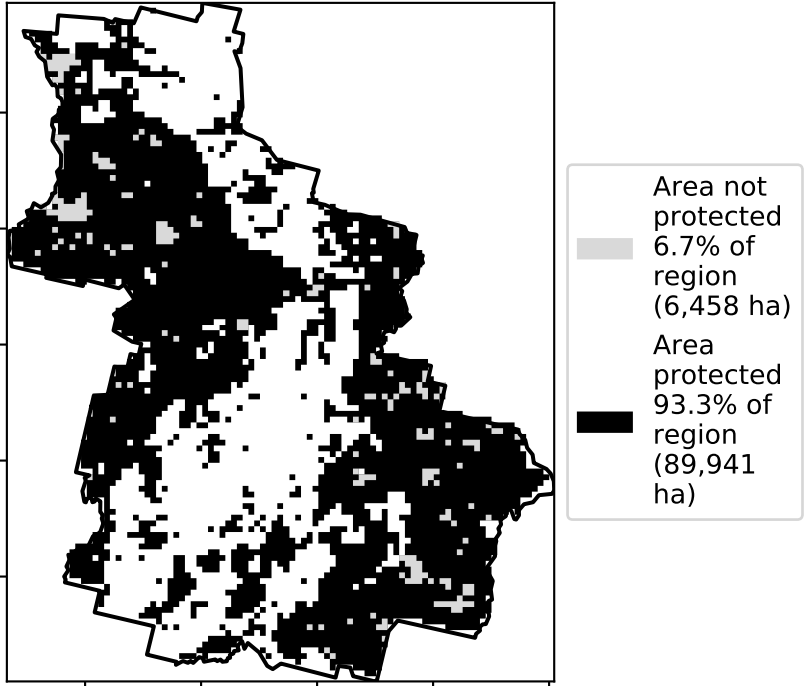 Area not
protected
6.7% of
region
(6,458 ha)
Area
protected
93.3% of
region
(89,941
ha)